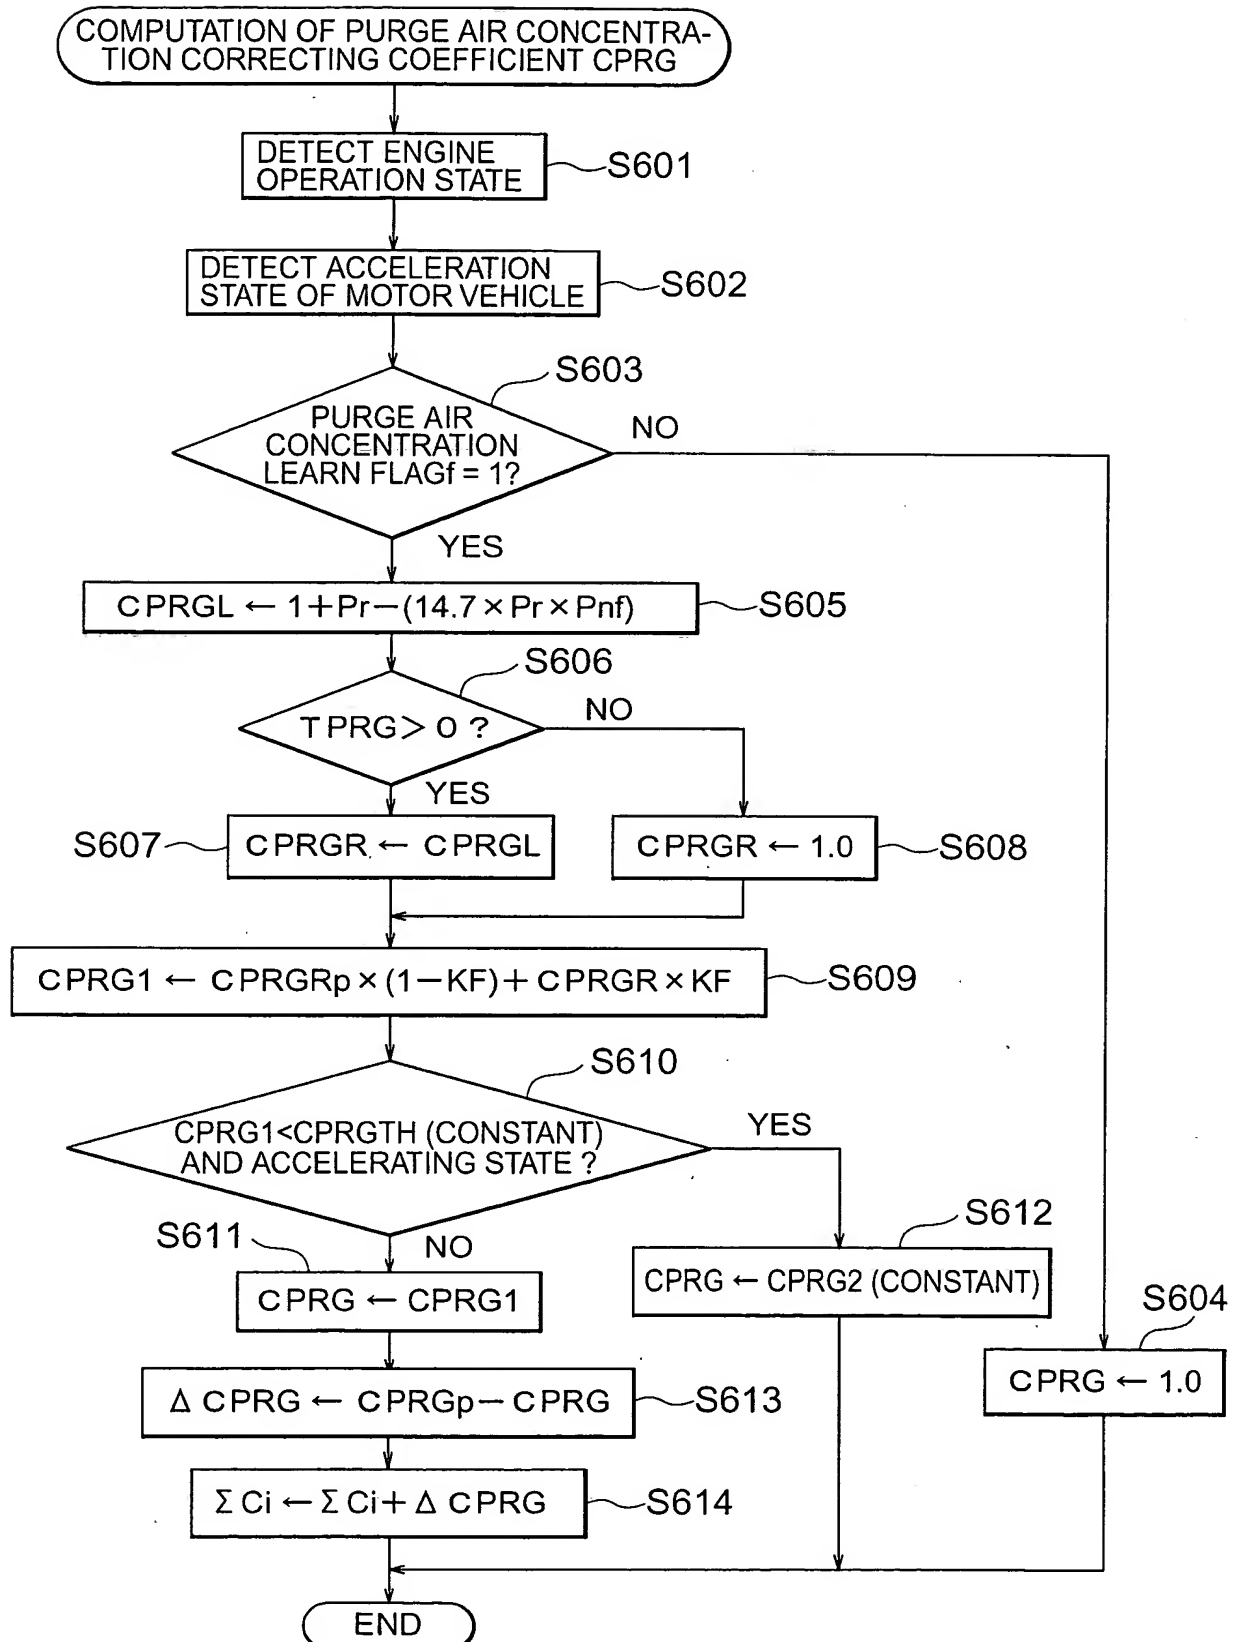 COMPUTATION OF PURGE AIR CONCENTRA-
TION CORRECTING COEFFICIENT CPRG
DETECT ENGINE
OPERATION STATE
S601
DETECT ACCELERATION
STATE OF MOTOR VEHICLE
S602
S603
PURGE AIR
CONCENTRATION
LEARN FLAGf = 1?
NO
YES
CPRGL ← 1+Pr−(14.7×Pr×Pnf)
S605
S606
TPRG> 0 ?
NO
YES
S607
CPRGR ← CPRGL
CPRGR ← 1.0
S608
CPRG1 ← CPRGRp×(1−KF)+CPRGR×KF
S609
S610
CPRG1<CPRGTH (CONSTANT)
AND ACCELERATING STATE ?
YES
S611
NO
S612
CPRG ← CPRG1
CPRG ← CPRG2 (CONSTANT)
S604
CPRG ← 1.0
Δ CPRG ← CPRGp− CPRG
S613
Σ Ci ← Σ Ci+ Δ CPRG
S614
END